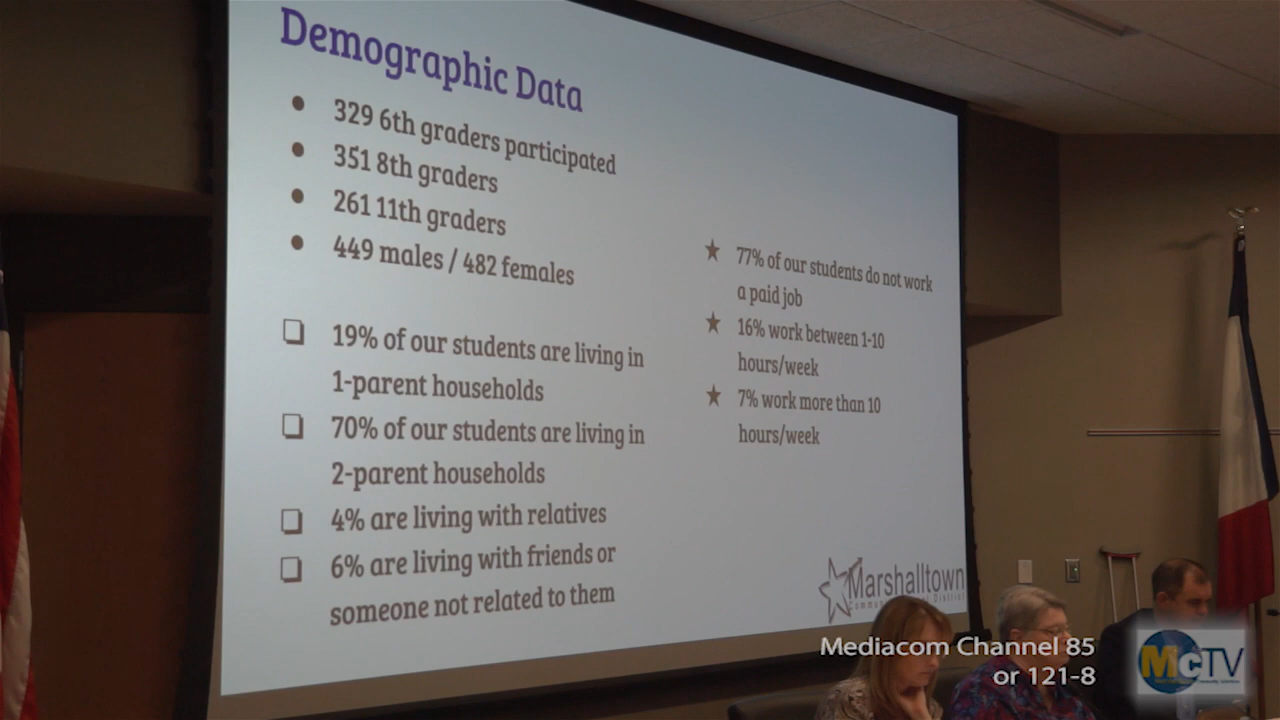 Demographic Data
329 6th graders participated
351 8th graders
261 11th graders
449 males / 482 females
19% of our students are living in
1-parent households
70% of our students are living in
2-parent households
4% are living with relatives
6% are living with friends or
someone not related to them
77% of our students do not work
a paid job
16% work between 1-10
hours/week
7% work more than 10
hours/week
Marshalltown
District
Mediacom Channel 85
or 121-8
McTV